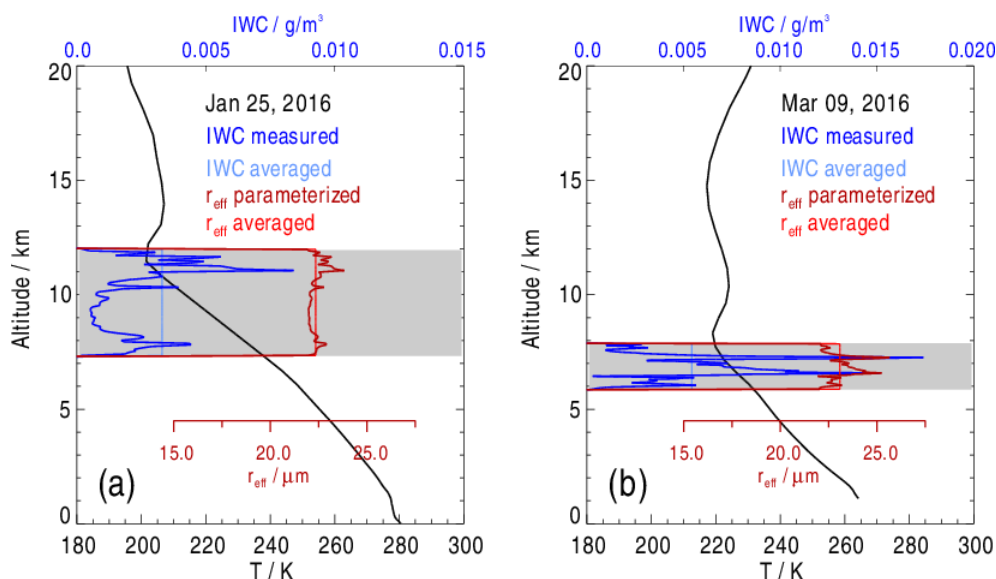 IWC / g/m³
0.0 0.005 0.010 0.015
20
15
10
5
0
Altitude / km
Jan 25, 2016
IWC measured
IWC averaged
r_eff parameterized
r_eff averaged
15.0 20.0 25.0
r_eff / μm
(a)
180 200 220 240 260 280 300
T / K
IWC / g/m³
0.0 0.005 0.010 0.015 0.020
20
15
10
5
0
Altitude / km
Mar 09, 2016
IWC measured
IWC averaged
r_eff parameterized
r_eff averaged
15.0 20.0 25.0
r_eff / μm
(b)
180 200 220 240 260 280 300
T / K